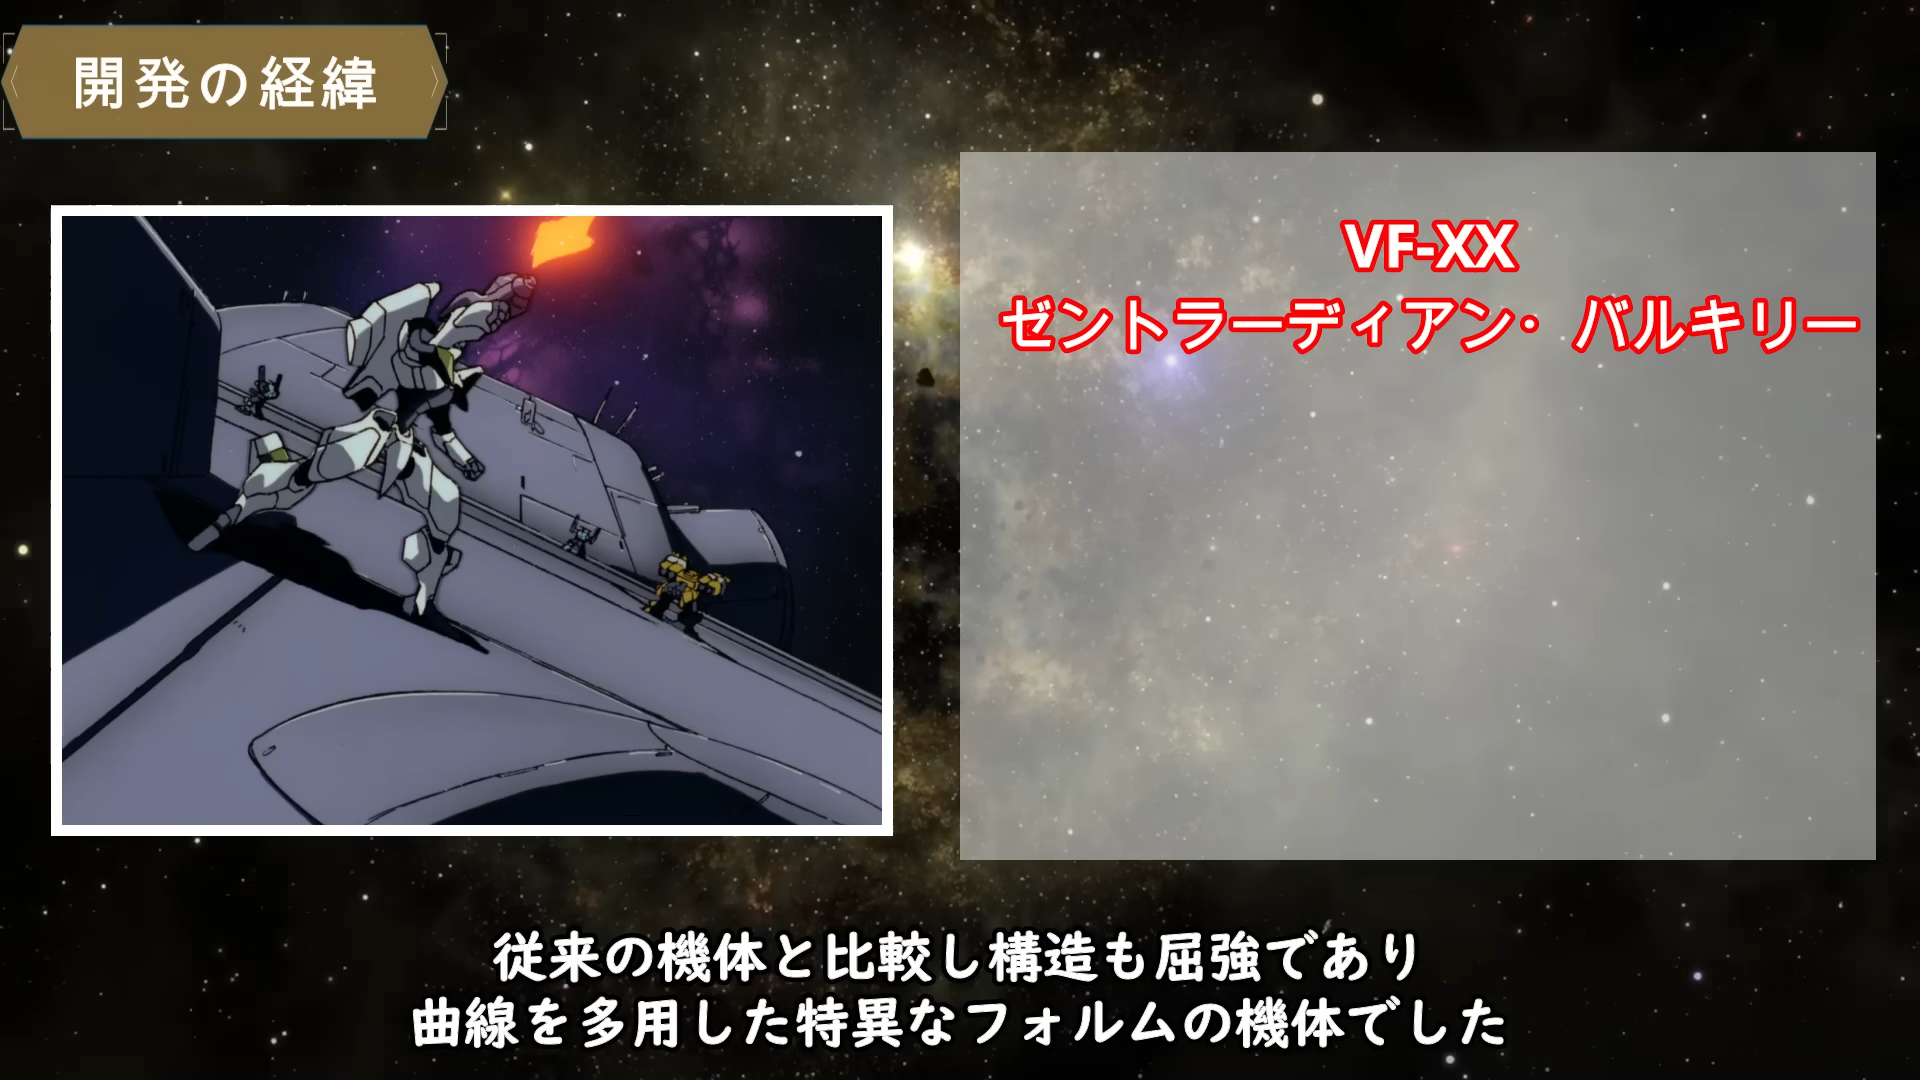 開発の経緯
VF-XX
ゼントラーディアン・バルキリー
従来の機体と比較し構造も屈強であり
曲線を多用した特異なフォルムの機体でした